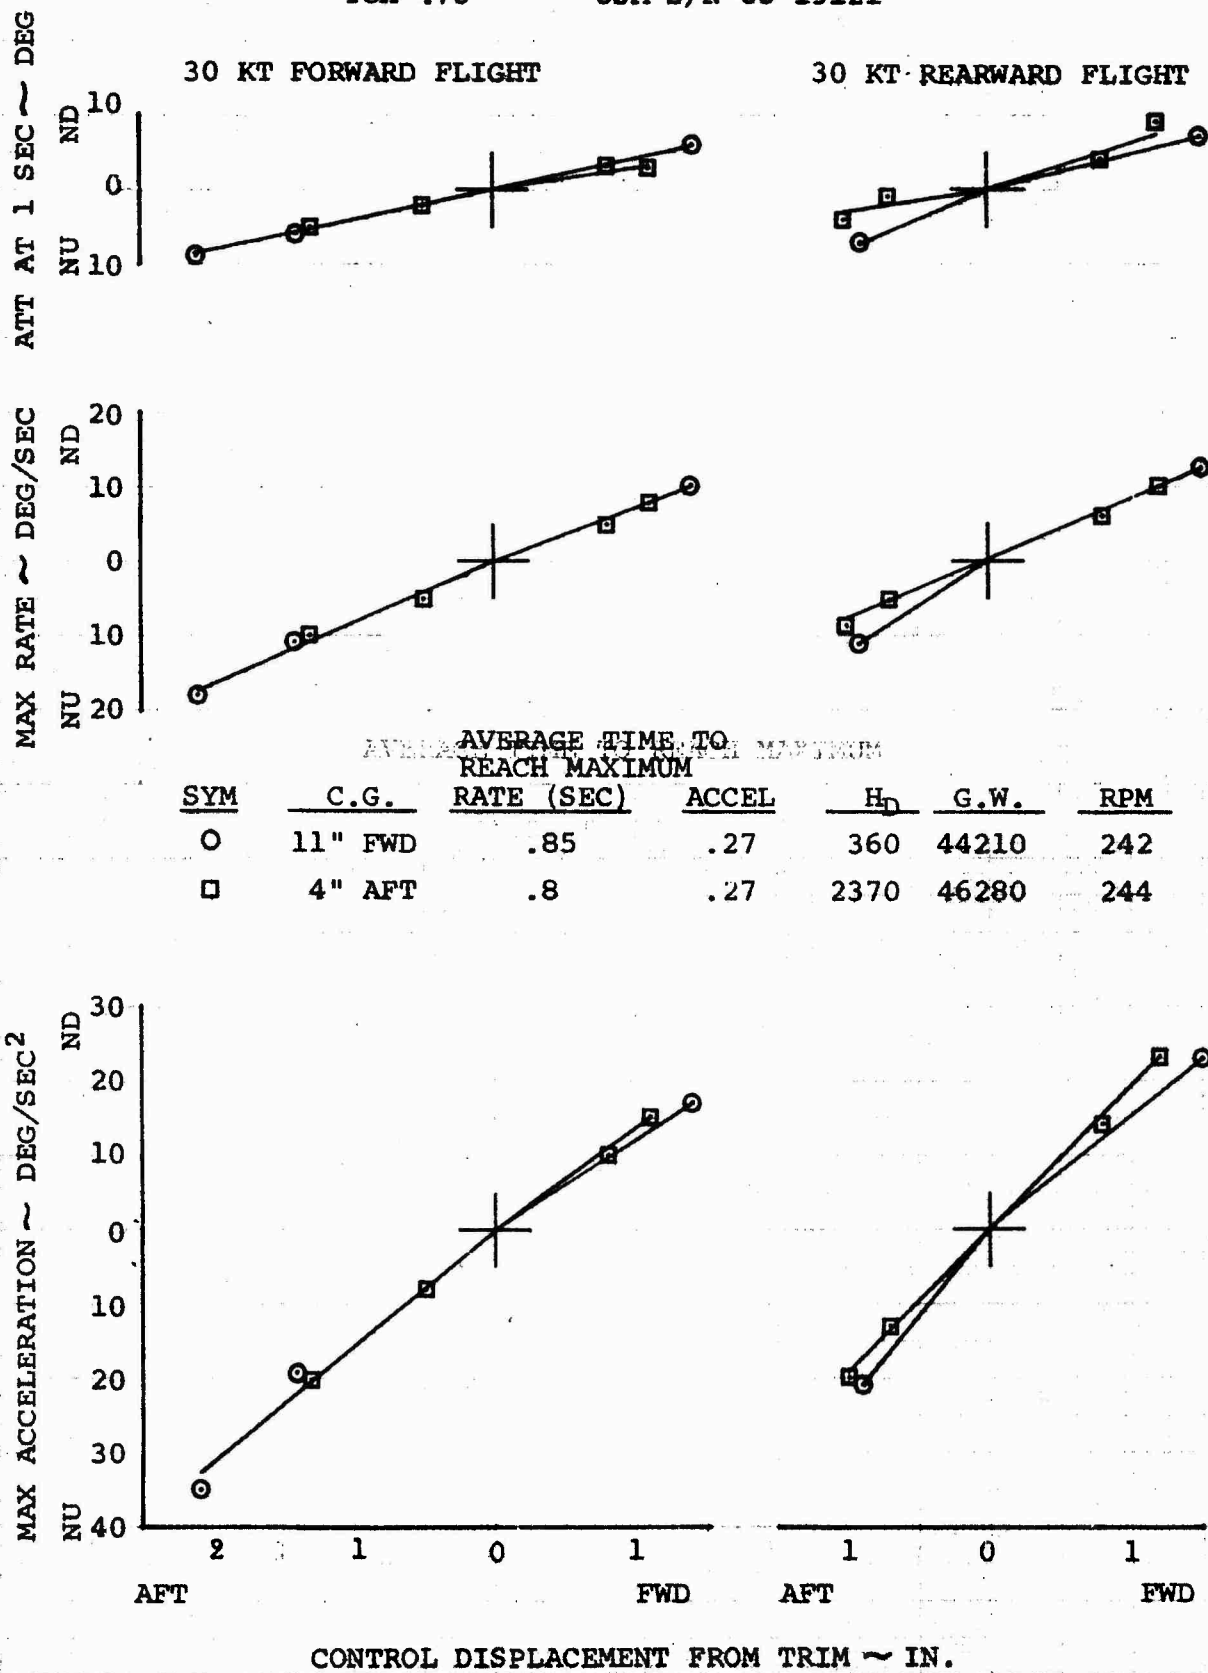 30 KT FORWARD FLIGHT
30 KT REARWARD FLIGHT
ATT AT 1 SEC ~ DEG
NU ND
10
0
10
MAX RATE ~ DEG/SEC
NU ND
20
10
0
10
20
AVERAGE TIME TO
REACH MAXIMUM
SYM C.G. RATE (SEC) ACCEL HD G.W. RPM
11" FWD .85 .27 360 44210 242
4" AFT .8 .27 2370 46280 244
MAX ACCELERATION ~ DEG/SEC2
NU ND
30
20
10
0
10
20
30
40
2 1 0 1
1 0 1
AFT FWD
AFT FWD
CONTROL DISPLACEMENT FROM TRIM ~ IN.